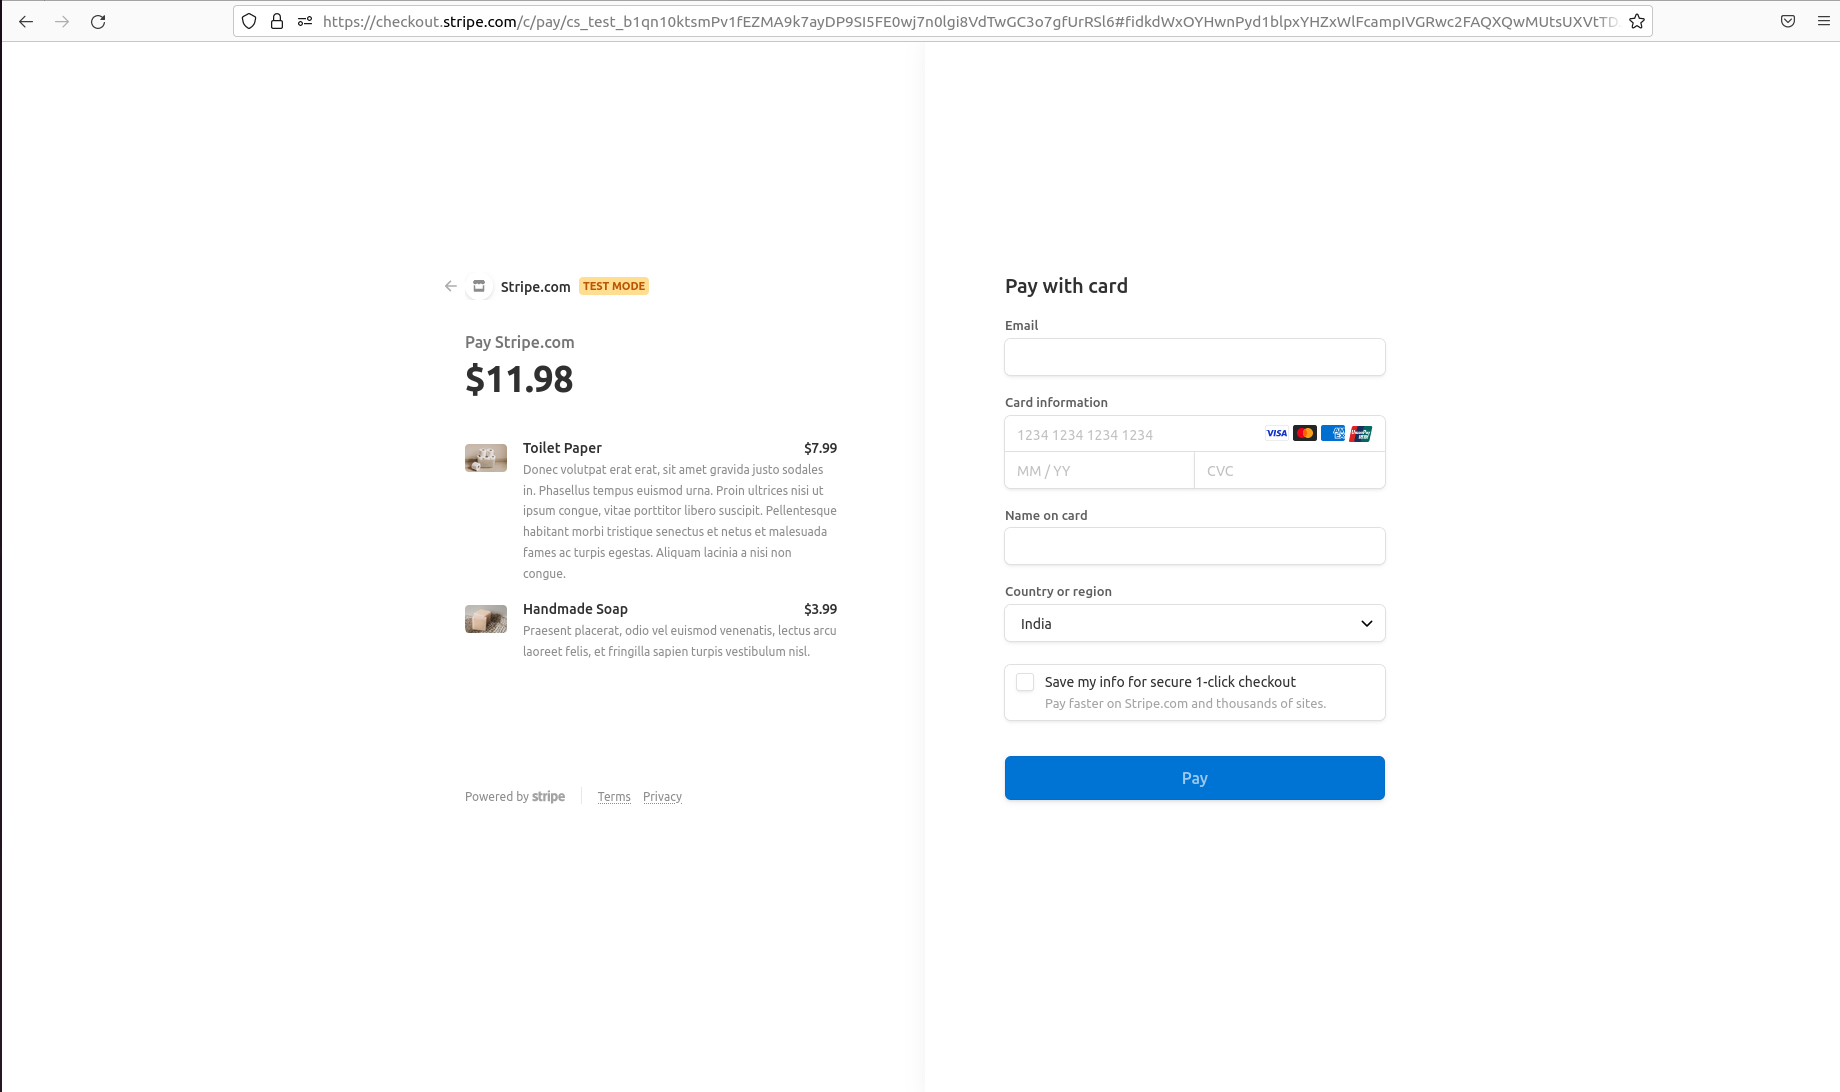 https://checkout.stripe.com/c/pay/cs_test_b1qn10ktsmPv1fEZMA9k7ayDP9SI5FE0wj7n0lgi8VdTwGC3o7gfUrRSl6#fidkdWxOYHwnPyd1blpxYHZxWlFcampIVGRwc2FAQXQwMUtsUXVtTD
Stripe.com TEST MODE
Pay Stripe.com
$11.98
Toilet Paper $7.99
Donec volutpat erat erat, sit amet gravida justo sodales
in. Phasellus tempus euismod urna. Proin ultrices nisi ut
ipsum congue, vitae porttitor libero suscipit. Pellentesque
habitant morbi tristique senectus et netus et malesuada
fames ac turpis egestas. Aliquam lacinia a nisi non
congue.
Handmade Soap $3.99
Praesent placerat, odio vel euismod venenatis, lectus arcu
laoreet felis, et fringilla sapien turpis vestibulum nisl.
Powered by stripe Terms Privacy
Pay with card
Email
Card information
1234 1234 1234 1234 VISA
MM / YY CVC
Name on card
Country or region
India
Save my info for secure 1-click checkout
Pay faster on Stripe.com and thousands of sites.
Pay